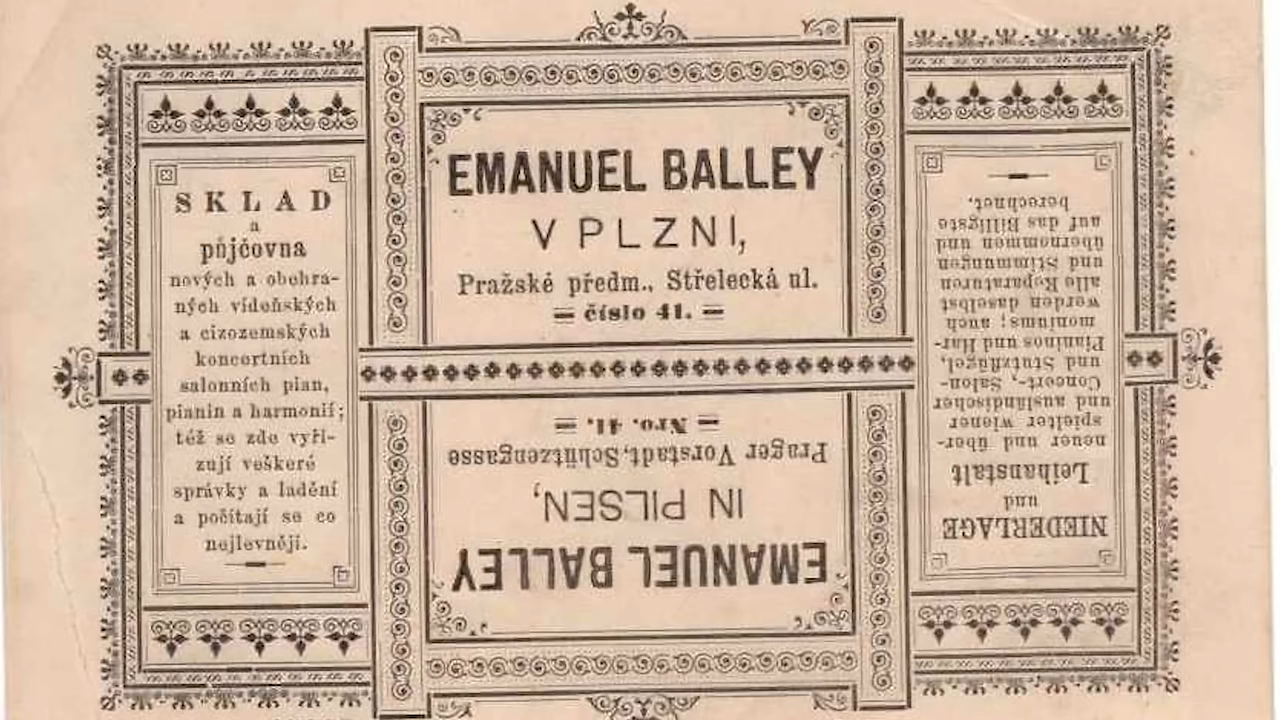 SKLAD
a
půjčovna
nových a obehra-
ných vídeňských
a cizozemských
koncertních
salonních pian,
pianin a harmonií;
též se zde vyři-
zují veškeré
správky a ladění
a počítají se co
nejlevněji.
EMANUEL BALLEY
V PLZNI,
Pražské předm., Střelecká ul.
číslo 41.
EMANUEL BALLEY
IN PILSEN,
Prager Vorstadt, Schützengasse
Nro. 41.
NIEDERLAGE
und
Leihanstalt
neuer und über-
spielter wiener
und ausländischer
Concert-, Salon-
und Stutzflügel,
Pianinos und Har-
moniums; auch
werden daselbst
alle Reparaturen
und Stimmungen
übernommen und
auf das Billigste
berechnet.